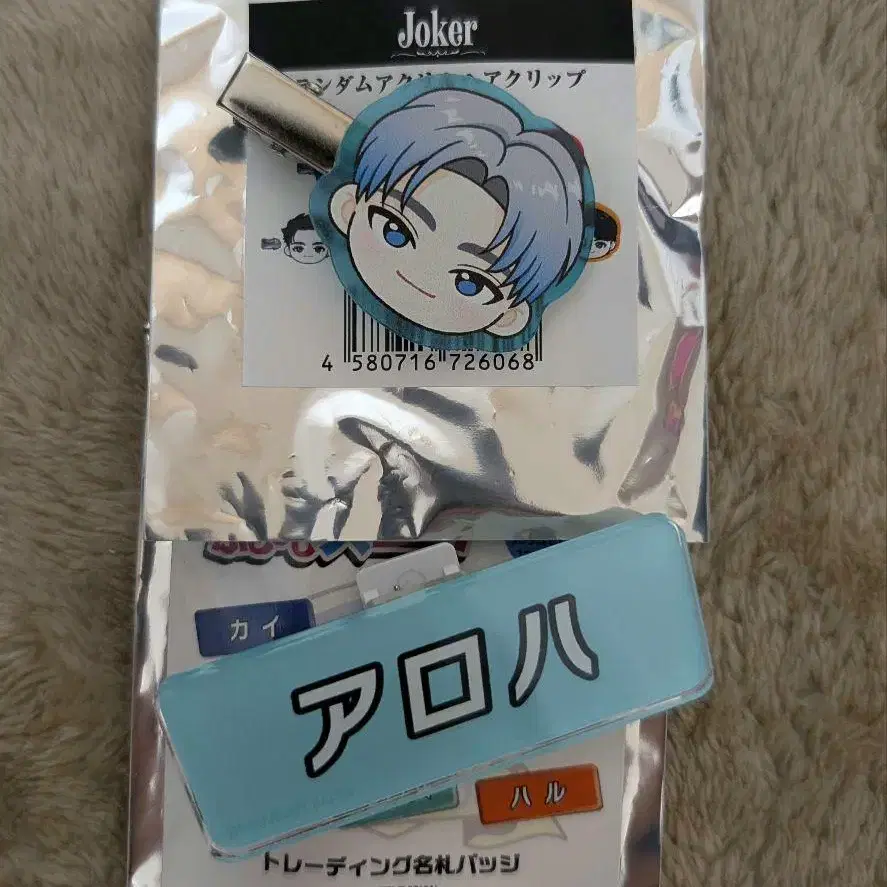 Joker
ランダムアクリルヘアクリップ
4 580716 726068
カイ
アロハ
ハル
トレーディング名札バッジ